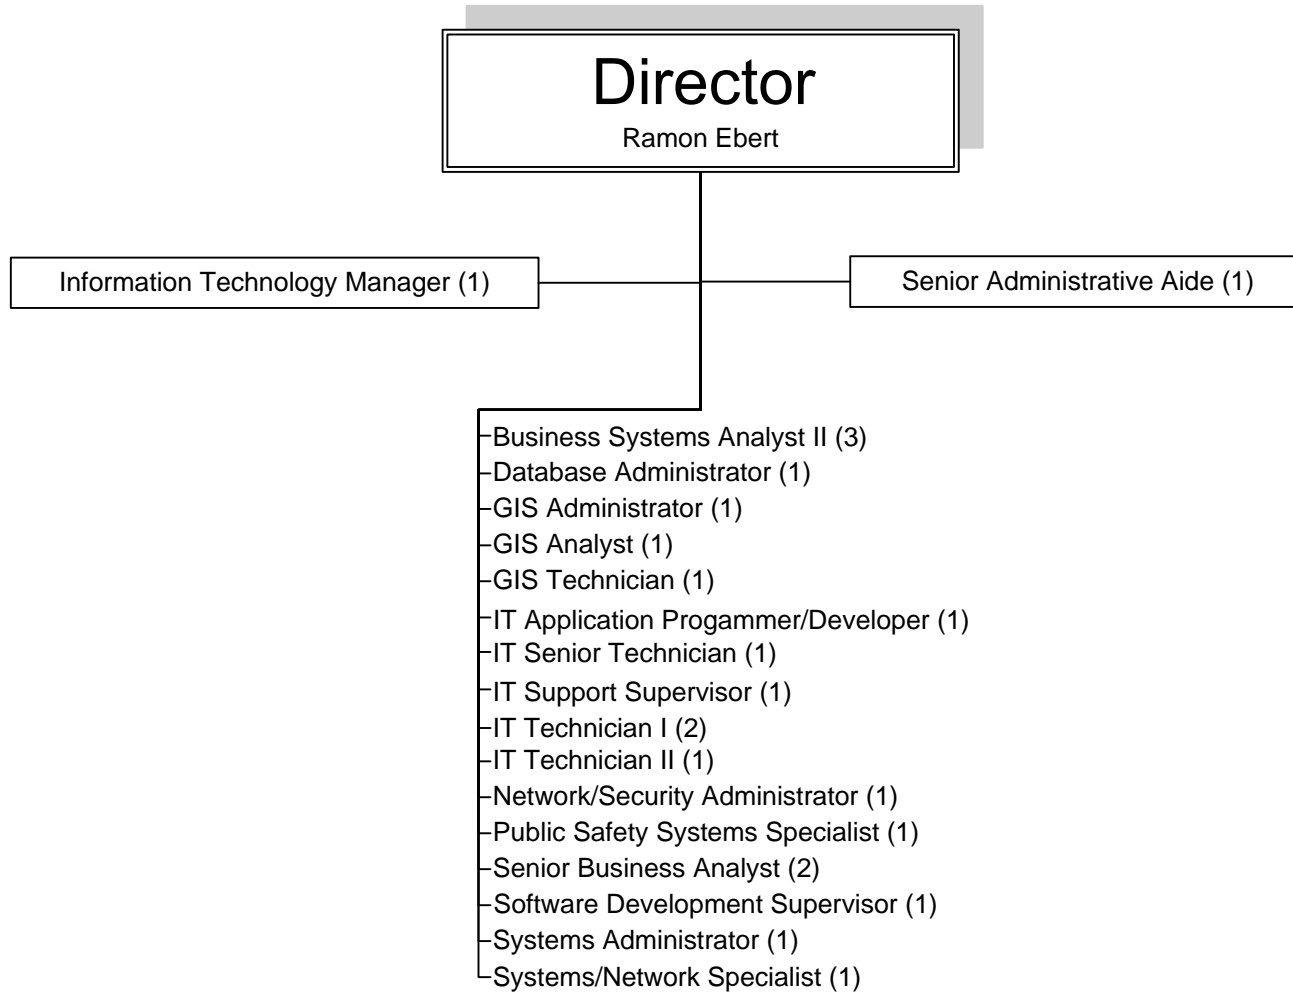 Director
Ramon Ebert
Information Technology Manager (1)
Senior Administrative Aide (1)
Business Systems Analyst II (3)
Database Administrator (1)
GIS Administrator (1)
GIS Analyst (1)
GIS Technician (1)
IT Application Progammer/Developer (1)
IT Senior Technician (1)
IT Support Supervisor (1)
IT Technician I (2)
IT Technician II (1)
Network/Security Administrator (1)
Public Safety Systems Specialist (1)
Senior Business Analyst (2)
Software Development Supervisor (1)
Systems Administrator (1)
Systems/Network Specialist (1)